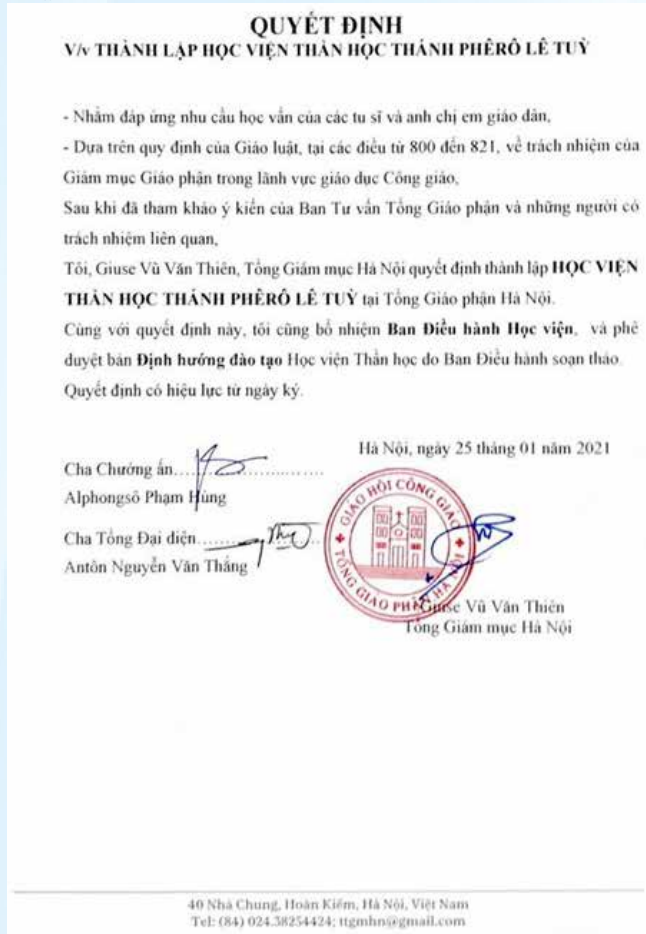 QUYẾT ĐỊNH
V/v THÀNH LẬP HỌC VIỆN THẦN HỌC THÁNH PHÊRÔ LÊ TUỲ
- Nhằm đáp ứng nhu cầu học vấn của các tu sĩ và anh chị em giáo dân,
- Dựa trên quy định của Giáo luật, tại các điều từ 800 đến 821, về trách nhiệm của
Giám mục Giáo phận trong lãnh vực giáo dục Công giáo,
Sau khi đã tham khảo ý kiến của Ban Tư vấn Tổng Giáo phận và những người có
trách nhiệm liên quan,
Tôi, Giuse Vũ Văn Thiên, Tổng Giám mục Hà Nội quyết định thành lập HỌC VIỆN
THẦN HỌC THÁNH PHÊRÔ LÊ TUỲ tại Tổng Giáo phận Hà Nội.
Cùng với quyết định này, tôi cũng bổ nhiệm Ban Điều hành Học viện, và phê
duyệt bản Định hướng đào tạo Học viện Thần học do Ban Điều hành soạn thảo.
Quyết định có hiệu lực từ ngày ký.
Hà Nội, ngày 25 tháng 01 năm 2021
Cha Chưởng ấn
Alphongsô Phạm Hùng
Cha Tổng Đại diện
Antôn Nguyễn Văn Thắng
GIÁO HỘI CÔNG GIÁO
TỔNG GIÁO PHẬN HÀ NỘI
Giuse Vũ Văn Thiên
Tổng Giám mục Hà Nội
40 Nhà Chung, Hoàn Kiếm, Hà Nội, Việt Nam
Tel: (84) 024.38254424; ttgmhn@gmail.com